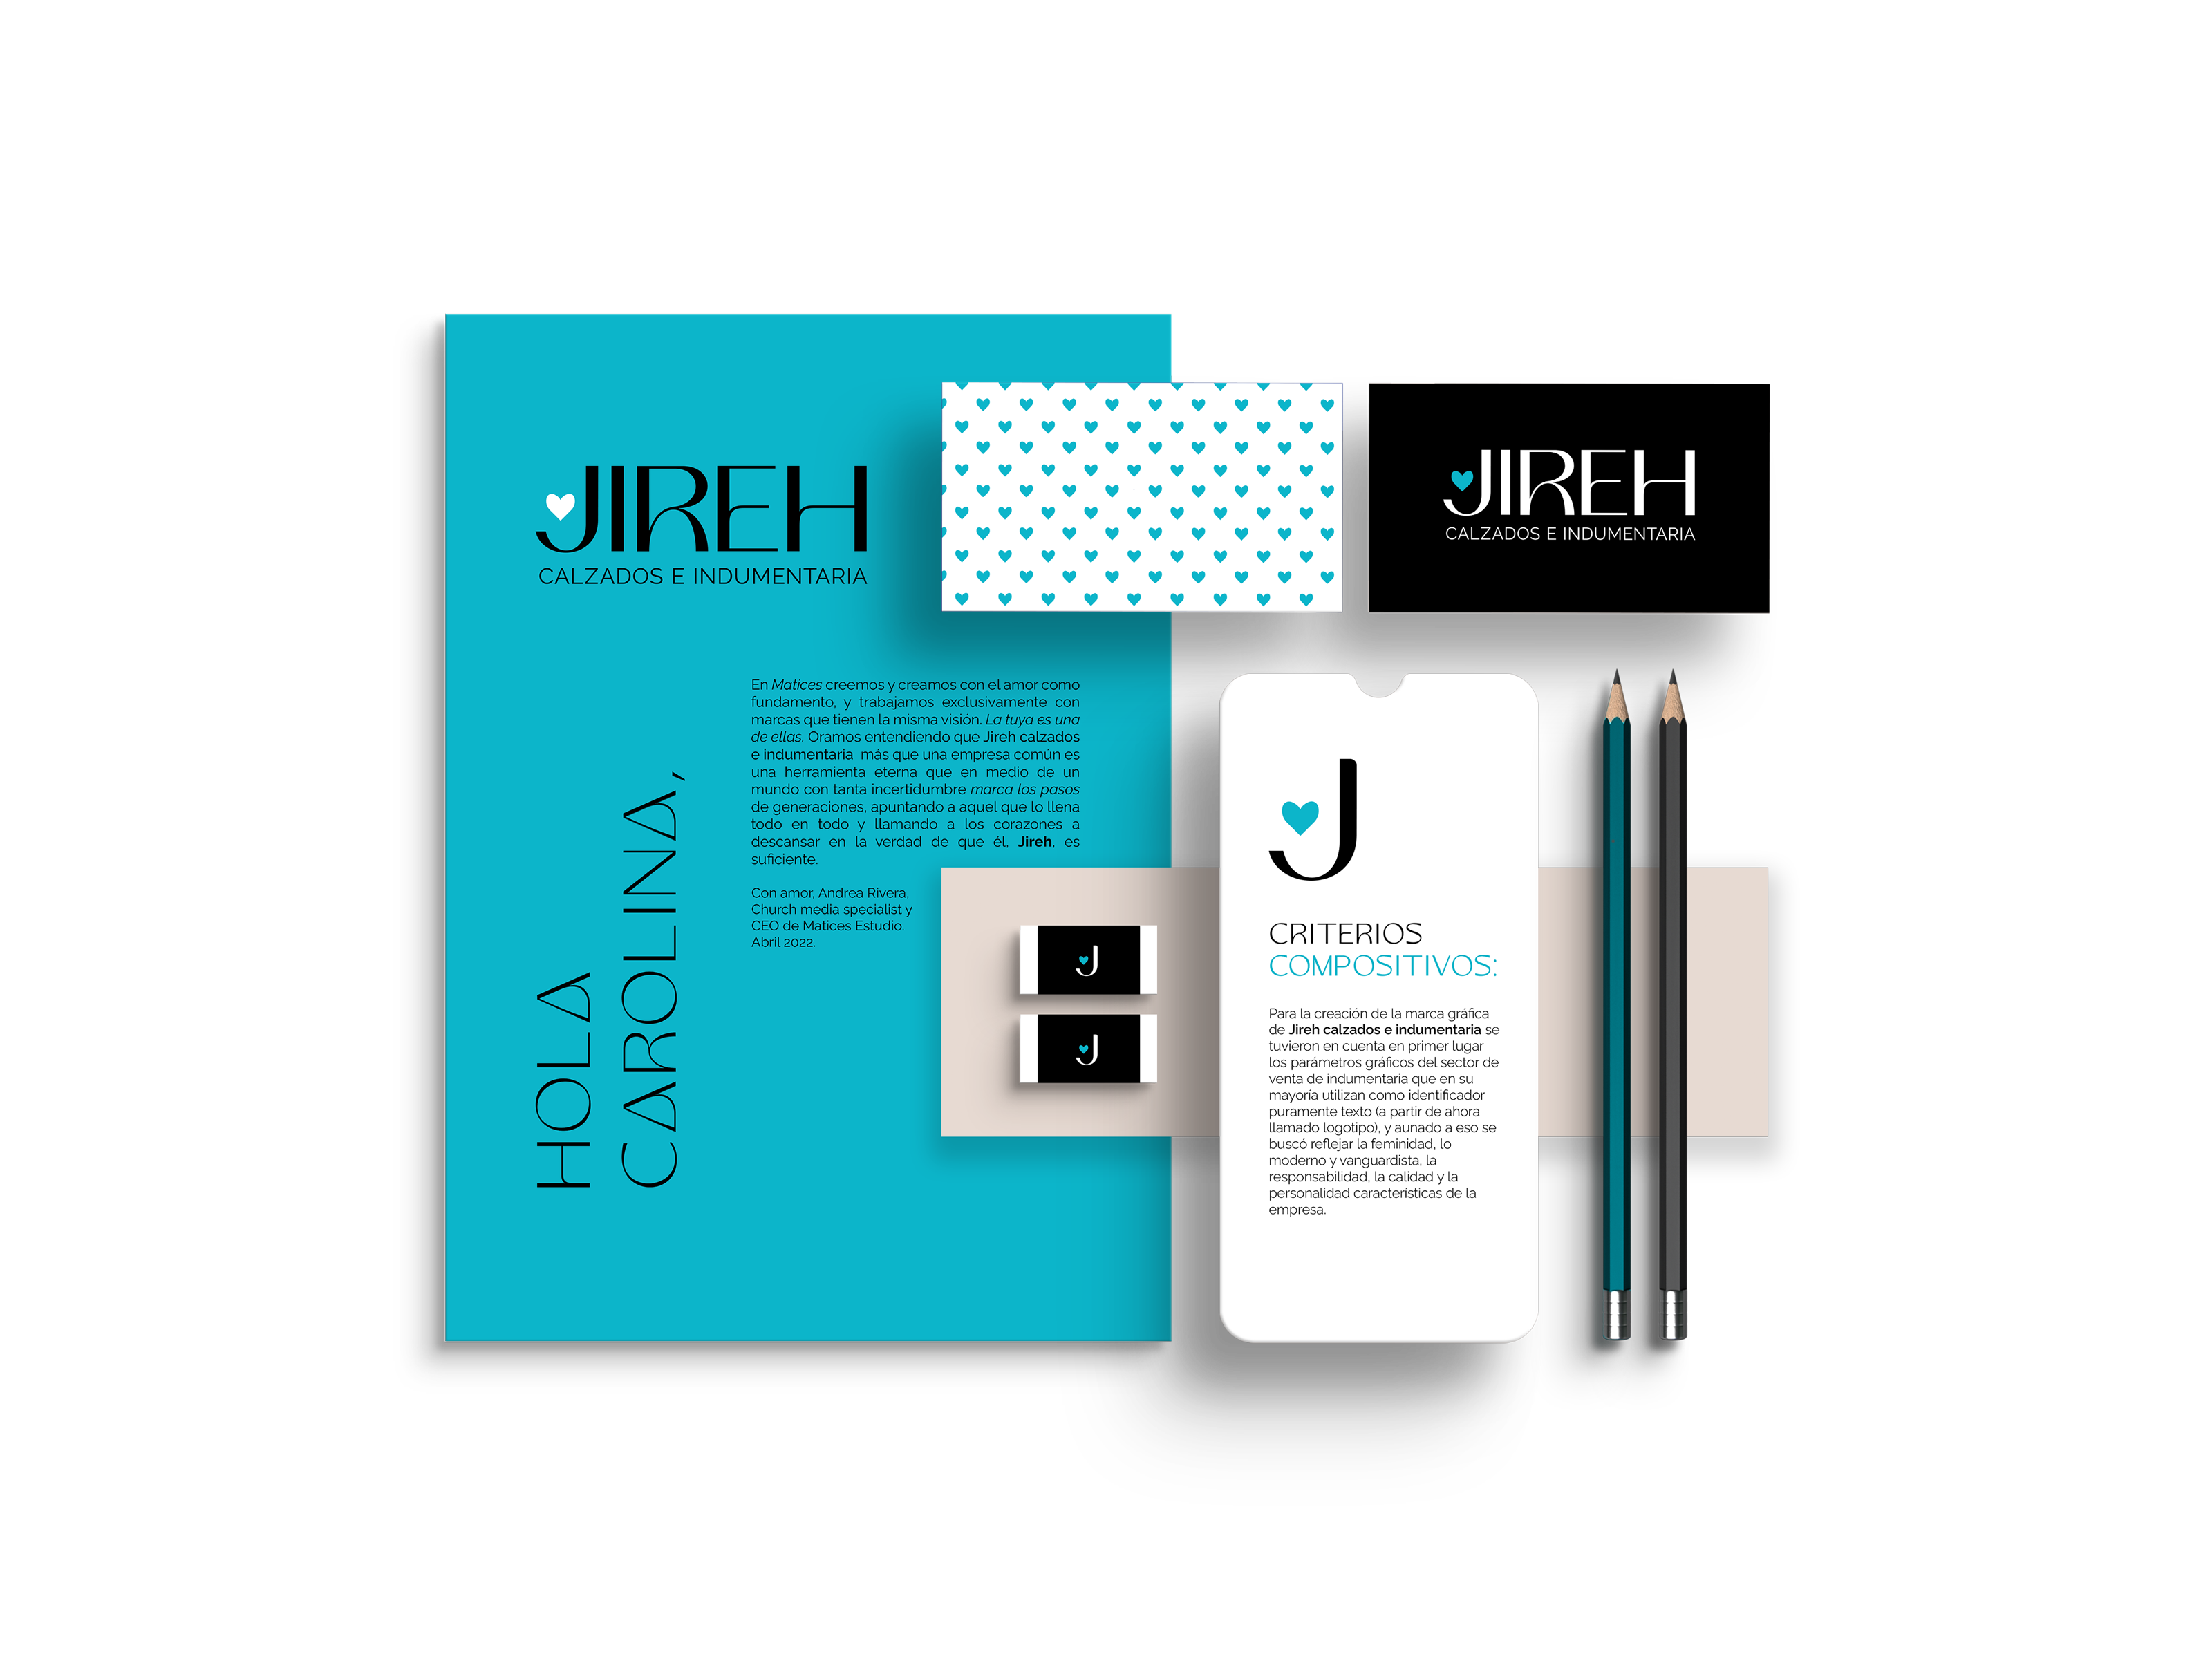 JIREH
CALZADOS E INDUMENTARIA
HOLA
CAROLINA,
En Matices creemos y creamos con el amor como
fundamento, y trabajamos exclusivamente con
marcas que tienen la misma visión. La tuya es una
de ellas. Oramos entendiendo que Jireh calzados
e indumentaria más que una empresa común es
una herramienta eterna que en medio de un
mundo con tanta incertidumbre marca los pasos
de generaciones, apuntando a aquel que lo llena
todo en todo y llamando a los corazones a
descansar en la verdad de que él, Jireh, es
suficiente.
Con amor, Andrea Rivera,
Church media specialist y
CEO de Matices Estudio.
Abril 2022.
JIREH
CALZADOS E INDUMENTARIA
J
J
J
CRITERIOS
COMPOSITIVOS:
Para la creación de la marca gráfica
de Jireh calzados e indumentaria se
tuvieron en cuenta en primer lugar
los parámetros gráficos del sector de
venta de indumentaria que en su
mayoría utilizan como identificador
puramente texto (a partir de ahora
llamado logotipo), y aunado a eso se
buscó reflejar la feminidad, lo
moderno y vanguardista, la
responsabilidad, la calidad y la
personalidad características de la
empresa.